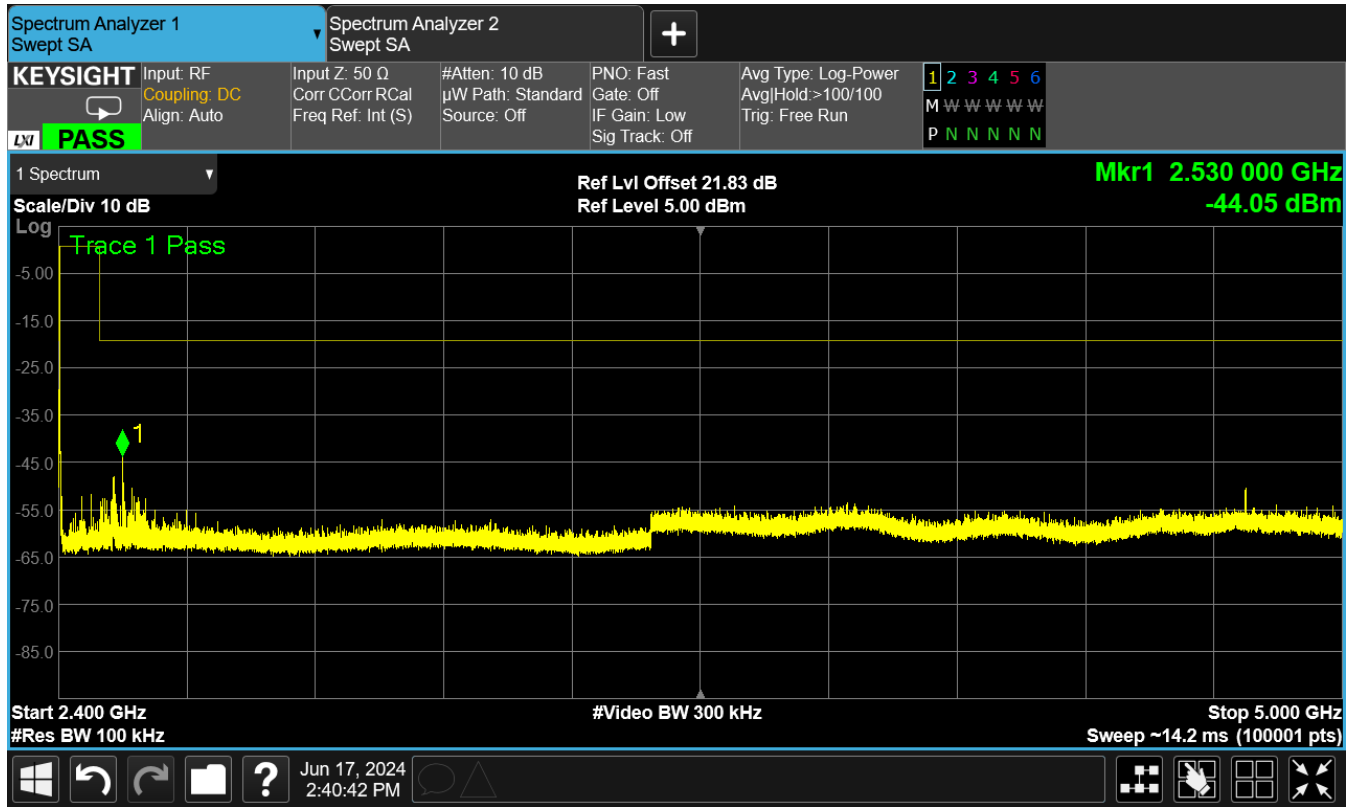 Spectrum Analyzer 1
Swept SA
Spectrum Analyzer 2
Swept SA
KEYSIGHT
LXI
PASS
Input: RF
Coupling: DC
Align: Auto
Input Z: 50 Ω
Corr CCorr RCal
Freq Ref: Int (S)
#Atten: 10 dB
µW Path: Standard
Source: Off
PNO: Fast
Gate: Off
IF Gain: Low
Sig Track: Off
Avg Type: Log-Power
Avg|Hold:>100/100
Trig: Free Run
1 2 3 4 5 6
M W W W W W
P N N N N N
1 Spectrum
Scale/Div 10 dB
Ref Lvl Offset 21.83 dB
Ref Level 5.00 dBm
Mkr1 2.530 000 GHz
-44.05 dBm
Log
Trace 1 Pass
-5.00
-15.0
-25.0
-35.0
1
-45.0
-55.0
-65.0
-75.0
-85.0
Start 2.400 GHz
#Res BW 100 kHz
#Video BW 300 kHz
Stop 5.000 GHz
Sweep ~14.2 ms (100001 pts)
?
Jun 17, 2024
2:40:42 PM